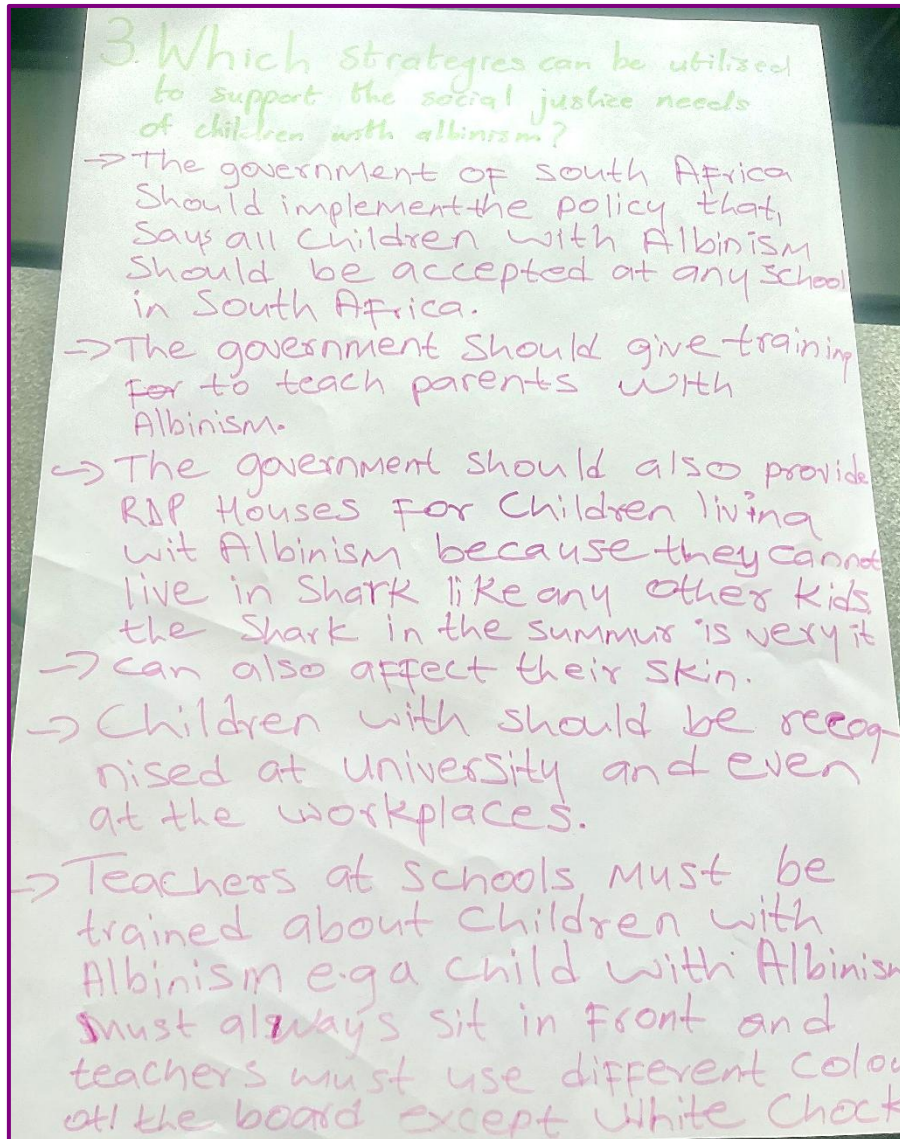 3. Which strategies can be utilised
to support the social justice needs
of children with albinism?
→ The government of South Africa
Should implement the policy that,
Says all Children with Albinism
Should be accepted at any school
in South Africa.
→ The government should give training
For to teach parents with
Albinism.
→ The government should also provide
RDP Houses For Children living
wit Albinism because they cannot
live in Shark like any other kids.
the Shark in the summur is very it
→ can also affect their skin.
→ Children with should be recog-
nised at university and even
at the workplaces.
→ Teachers at schools must be
trained about children with
Albinism e.g a child with Albinism
must always sit in Front and
teachers must use different Colou
the board except White Chock